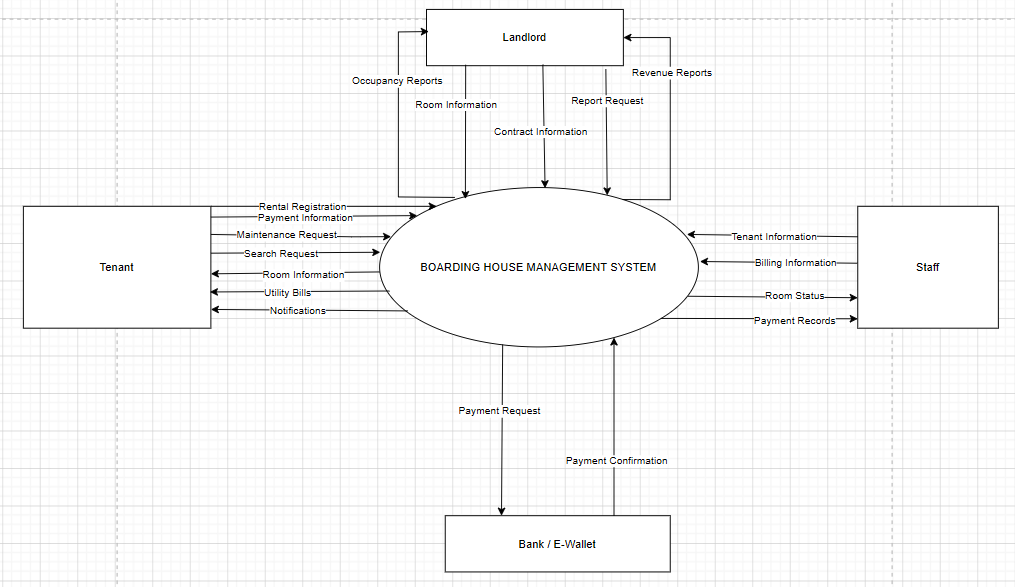 Landlord
Revenue Reports
Occupancy Reports
Room Information
Report Request
Contract Information
Rental Registration
Payment Information
Maintenance Request
Search Request
Room Information
Utility Bills
Notifications
Tenant
BOARDING HOUSE MANAGEMENT SYSTEM
Tenant Information
Billing Information
Room Status
Payment Records
Staff
Payment Request
Payment Confirmation
Bank / E-Wallet